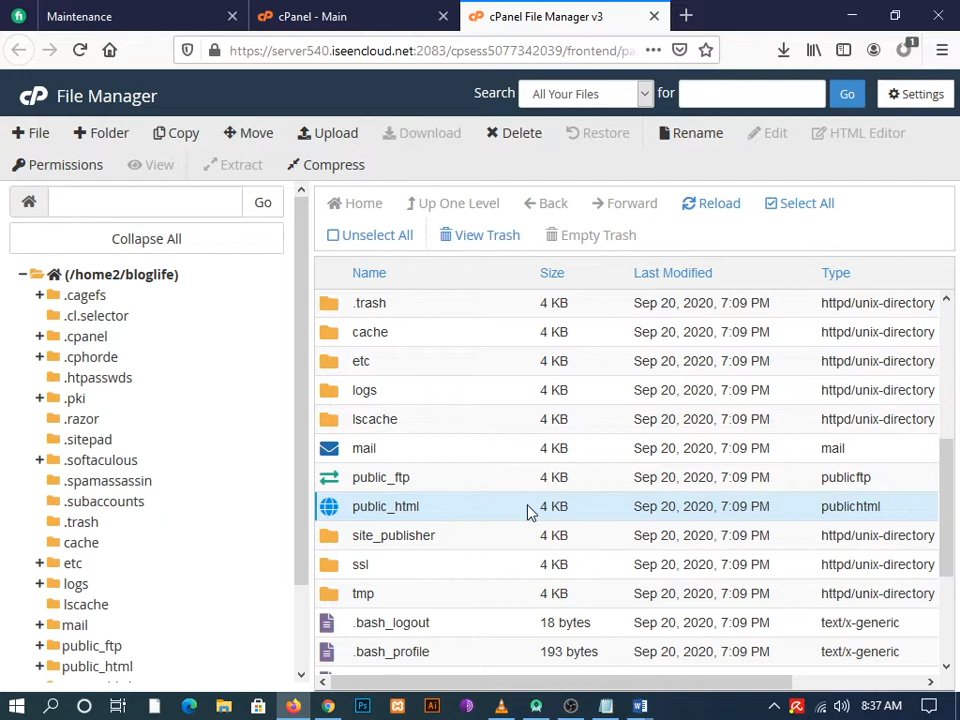 Maintenance
cPanel - Main
cPanel File Manager v3
https://server540.iseencloud.net:2083/cpsess5077342039/frontend/pa
1
cP File Manager
Search All Your Files for Go Settings
File Folder Copy Move Upload Download Delete Restore Rename Edit HTML Editor
Permissions View Extract Compress
Go
Collapse All
(/home2/bloglife)
.cagefs
.cl.selector
.cpanel
.cphorde
.htpasswds
.pki
.razor
.sitepad
.softaculous
.spamassassin
.subaccounts
.trash
cache
etc
logs
lscache
mail
public_ftp
public_html
Home Up One Level Back Forward Reload Select All
Unselect All View Trash Empty Trash
Name Size Last Modified Type
.trash 4 KB Sep 20, 2020, 7:09 PM httpd/unix-directory
cache 4 KB Sep 20, 2020, 7:09 PM httpd/unix-directory
etc 4 KB Sep 20, 2020, 7:09 PM httpd/unix-directory
logs 4 KB Sep 20, 2020, 7:09 PM httpd/unix-directory
lscache 4 KB Sep 20, 2020, 7:09 PM httpd/unix-directory
mail 4 KB Sep 20, 2020, 7:09 PM mail
public_ftp 4 KB Sep 20, 2020, 7:09 PM publicftp
public_html 4 KB Sep 20, 2020, 7:09 PM publichtml
site_publisher 4 KB Sep 20, 2020, 7:09 PM httpd/unix-directory
ssl 4 KB Sep 20, 2020, 7:09 PM httpd/unix-directory
tmp 4 KB Sep 20, 2020, 7:09 PM httpd/unix-directory
.bash_logout 18 bytes Sep 20, 2020, 7:09 PM text/x-generic
.bash_profile 193 bytes Sep 20, 2020, 7:09 PM text/x-generic
8:37 AM